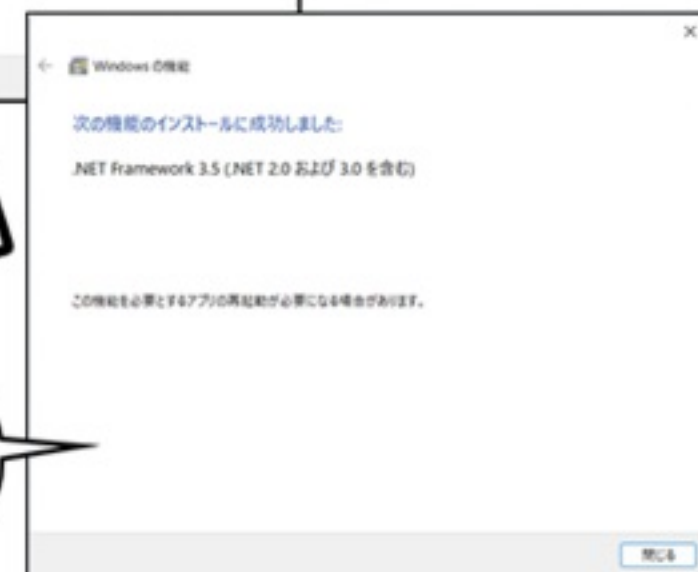 Windows の機能
次の機能のインストールに成功しました:
.NET Framework 3.5 (.NET 2.0 および 3.0 を含む)
この機能を必要とするアプリの再起動が必要になる場合があります。
閉じる